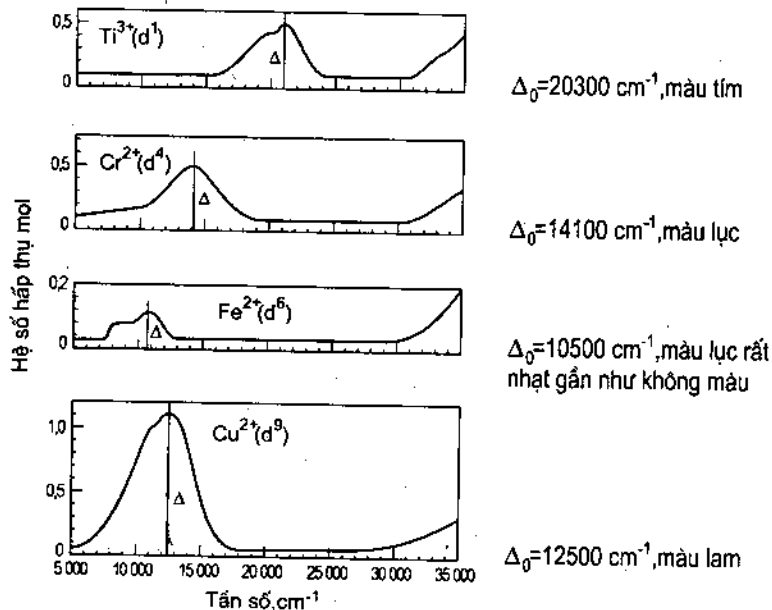 0,5
Ti³⁺(d¹)
Δ
0
Δ₀=20300 cm⁻¹,màu tím
0,5
Cr²⁺(d⁴)
Δ
0
Δ₀=14100 cm⁻¹,màu lục
Hệ số hấp thụ mol
0,2
Fe²⁺(d⁶)
Δ
0
Δ₀=10500 cm⁻¹,màu lục rất
nhạt gần như không màu
1,0
Cu²⁺(d⁹)
0,5
Δ
0
Δ₀=12500 cm⁻¹,màu lam
5 000 10 000 15 000 20 000 25 000 30 000 35 000
Tần số,cm⁻¹